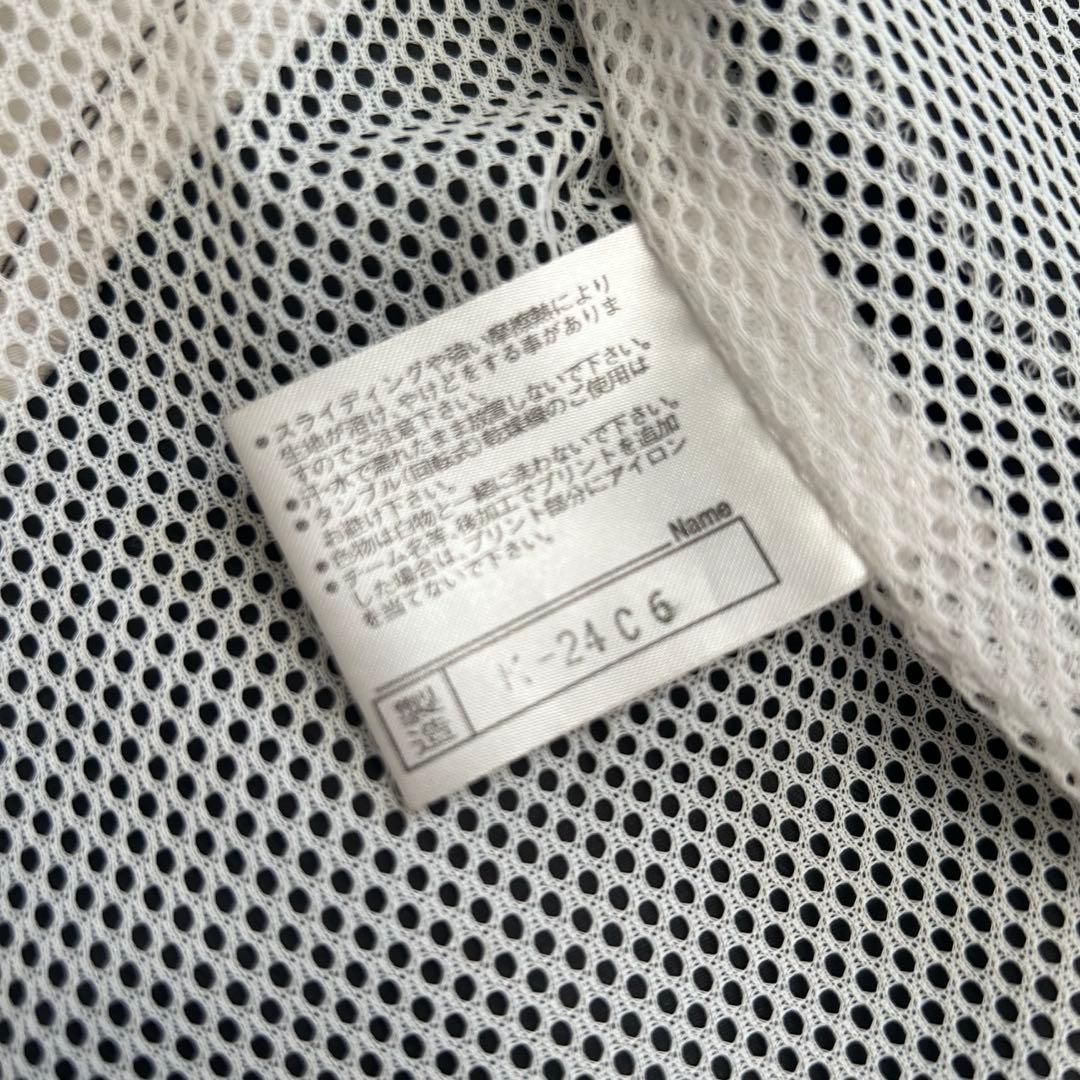 ●スライディングや強い摩擦熱により
生地が溶け、やけどをする事がありま
すのでご注意下さい。
●汗・水で濡れたまま放置しないで下さい。
●タンブル(回転式)乾燥機のご使用は
お避け下さい。
●色物は白物と一緒に洗わないで下さい。
●チーム名等、後加工でプリントを追加
した場合は、プリント部分にアイロン
を当てないで下さい。
Name
製造 K-24C6